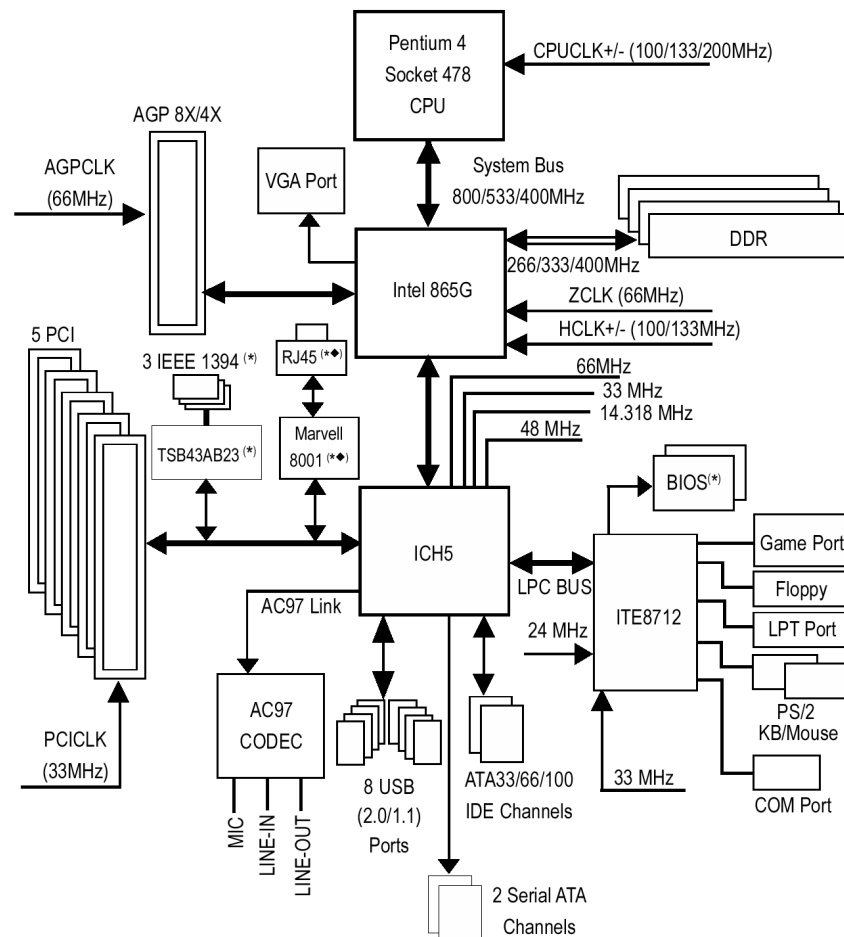 Pentium 4
Socket 478
CPU
CPUCLK+/- (100/133/200MHz)
AGP 8X/4X
AGPCLK
(66MHz)
VGA Port
System Bus
800/533/400MHz
DDR
266/333/400MHz
Intel 865G
ZCLK (66MHz)
HCLK+/- (100/133MHz)
5 PCI
3 IEEE 1394 (*)
RJ45 (*◆)
66MHz
33 MHz
14.318 MHz
48 MHz
TSB43AB23 (*)
Marvell
8001 (*◆)
BIOS(*)
ICH5
Game Port
LPC BUS
Floppy
AC97 Link
ITE8712
24 MHz
LPT Port
AC97
CODEC
PS/2
KB/Mouse
PCICLK
(33MHz)
8 USB
(2.0/1.1)
Ports
ATA33/66/100
IDE Channels
33 MHz
COM Port
MIC
LINE-IN
LINE-OUT
2 Serial ATA
Channels